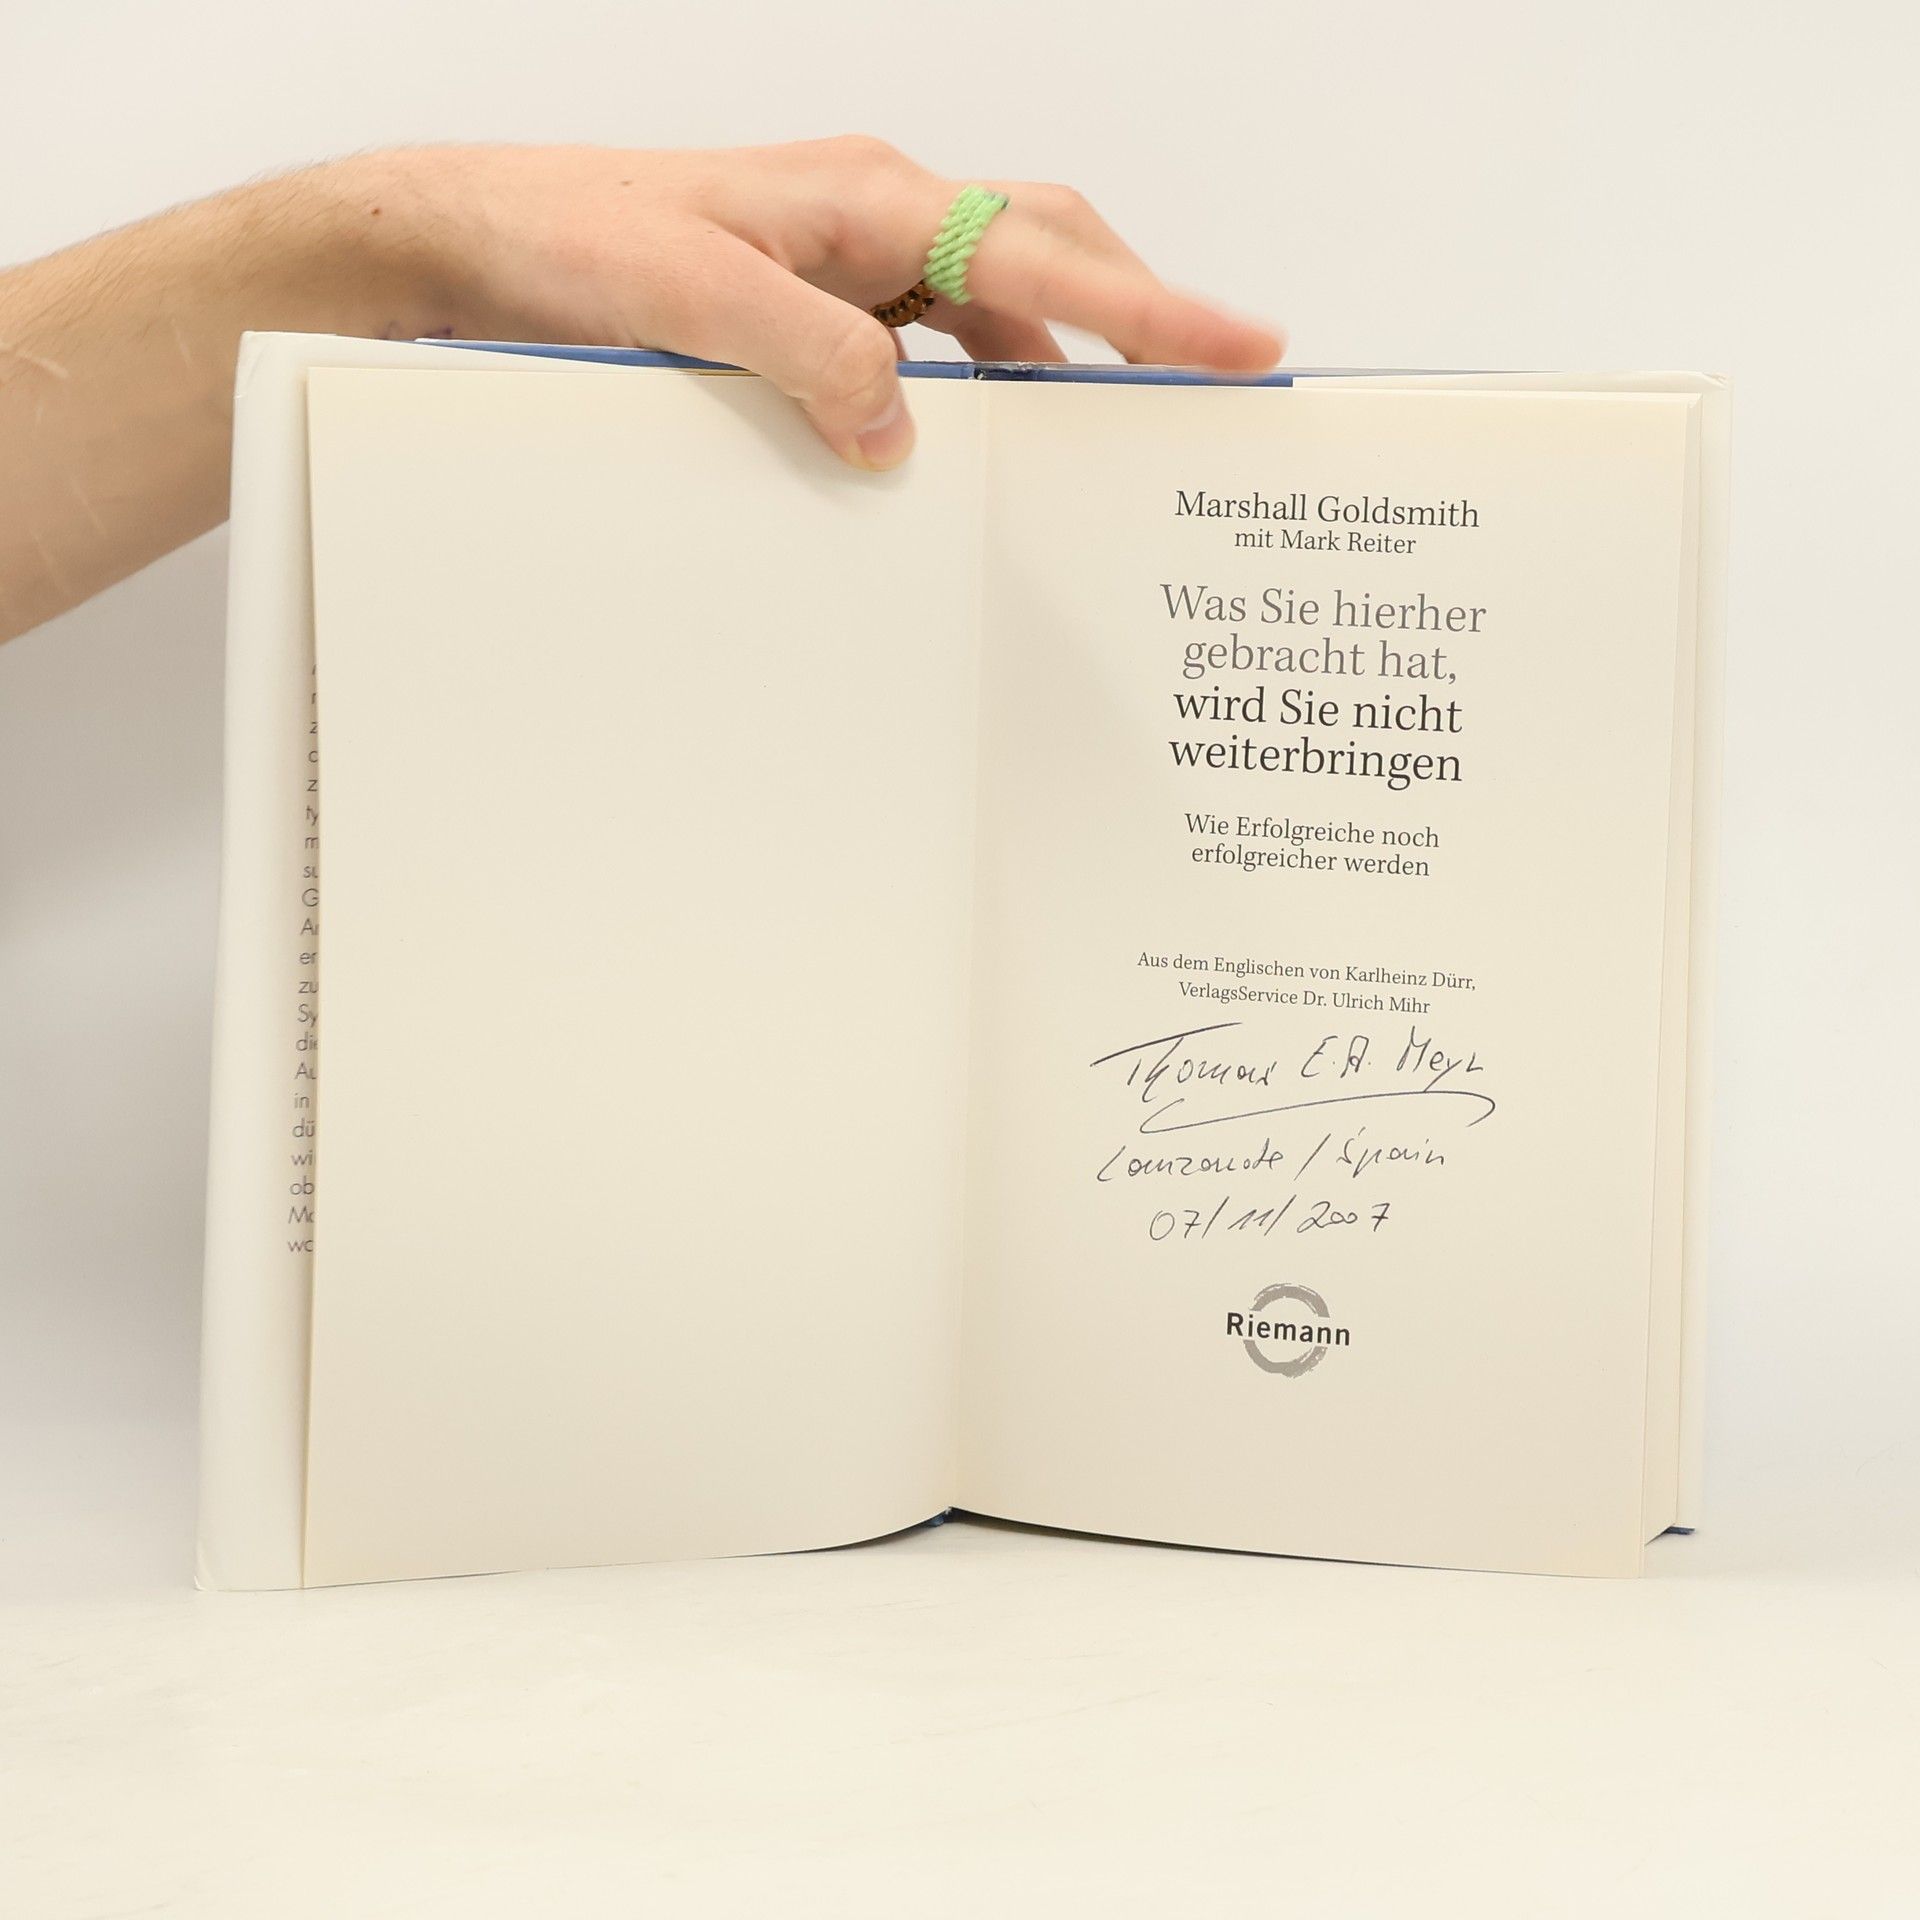 Marshall Goldsmith
mit Mark Reiter
Was Sie hierher
gebracht hat,
wird Sie nicht
weiterbringen
Wie Erfolgreiche noch
erfolgreicher werden
Aus dem Englischen von Karlheinz Dürr,
VerlagsService Dr. Ulrich Mihr
Thomas E. A. Meyer
Lanzarote / Spain
07/11/2007
Riemann